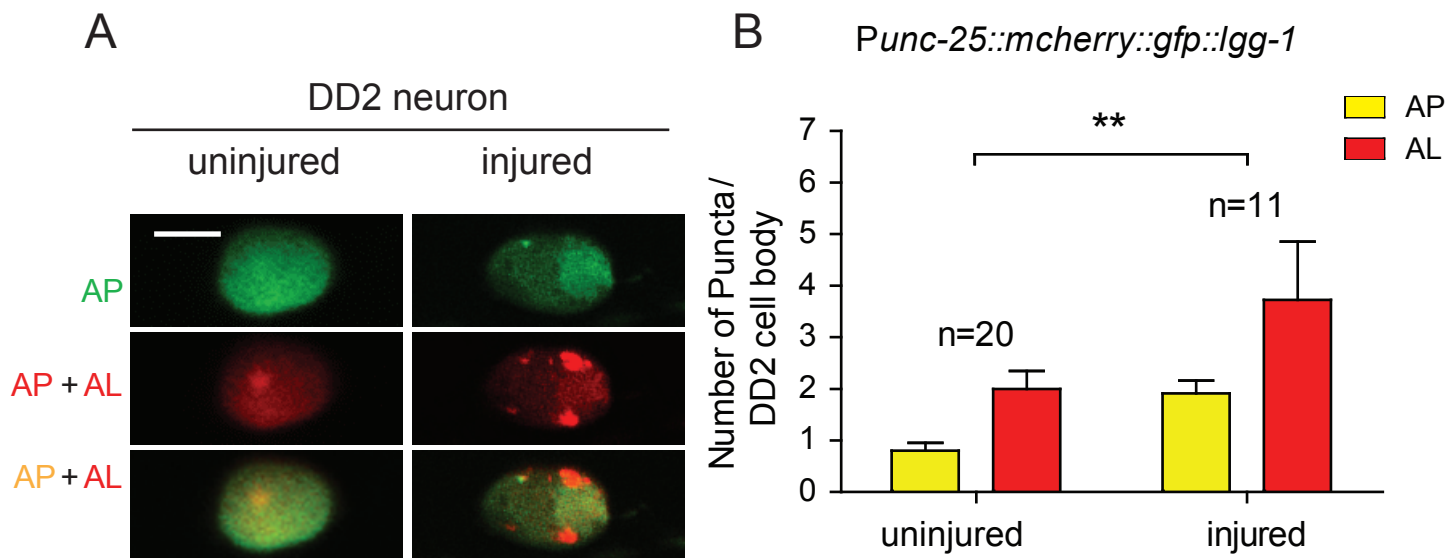 A
DD2 neuron
uninjured injured
AP
AP + AL
AP + AL
B
Punc-25::mcherry::gfp::lgg-1
AP
AL
**
n=20
n=11
Number of Puncta/
DD2 cell body
7
6
5
4
3
2
1
0
uninjured injured